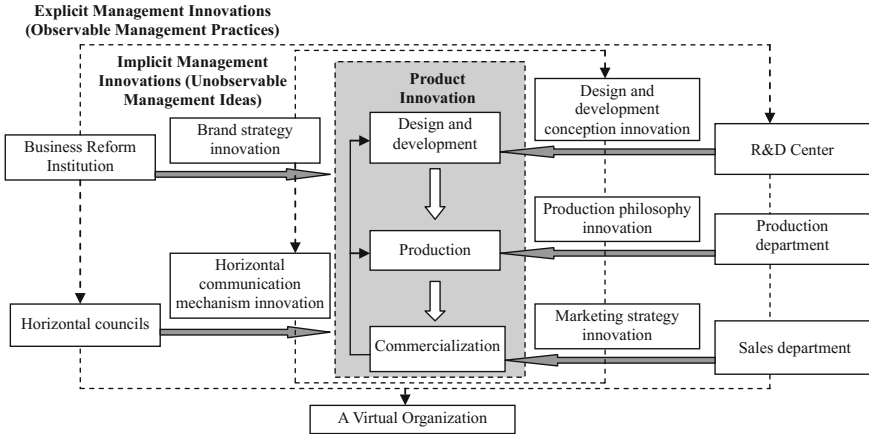 Explicit Management Innovations
(Observable Management Practices)
Implicit Management
Innovations (Unobservable
Management Ideas)
Product
Innovation
Design and
development
conception innovation
Brand strategy
innovation
Design and
development
Business Reform
Institution
R&D Center
Production philosophy
innovation
Production
department
Production
Horizontal
communication
mechanism innovation
Marketing strategy
innovation
Horizontal councils
Commercialization
Sales department
A Virtual Organization